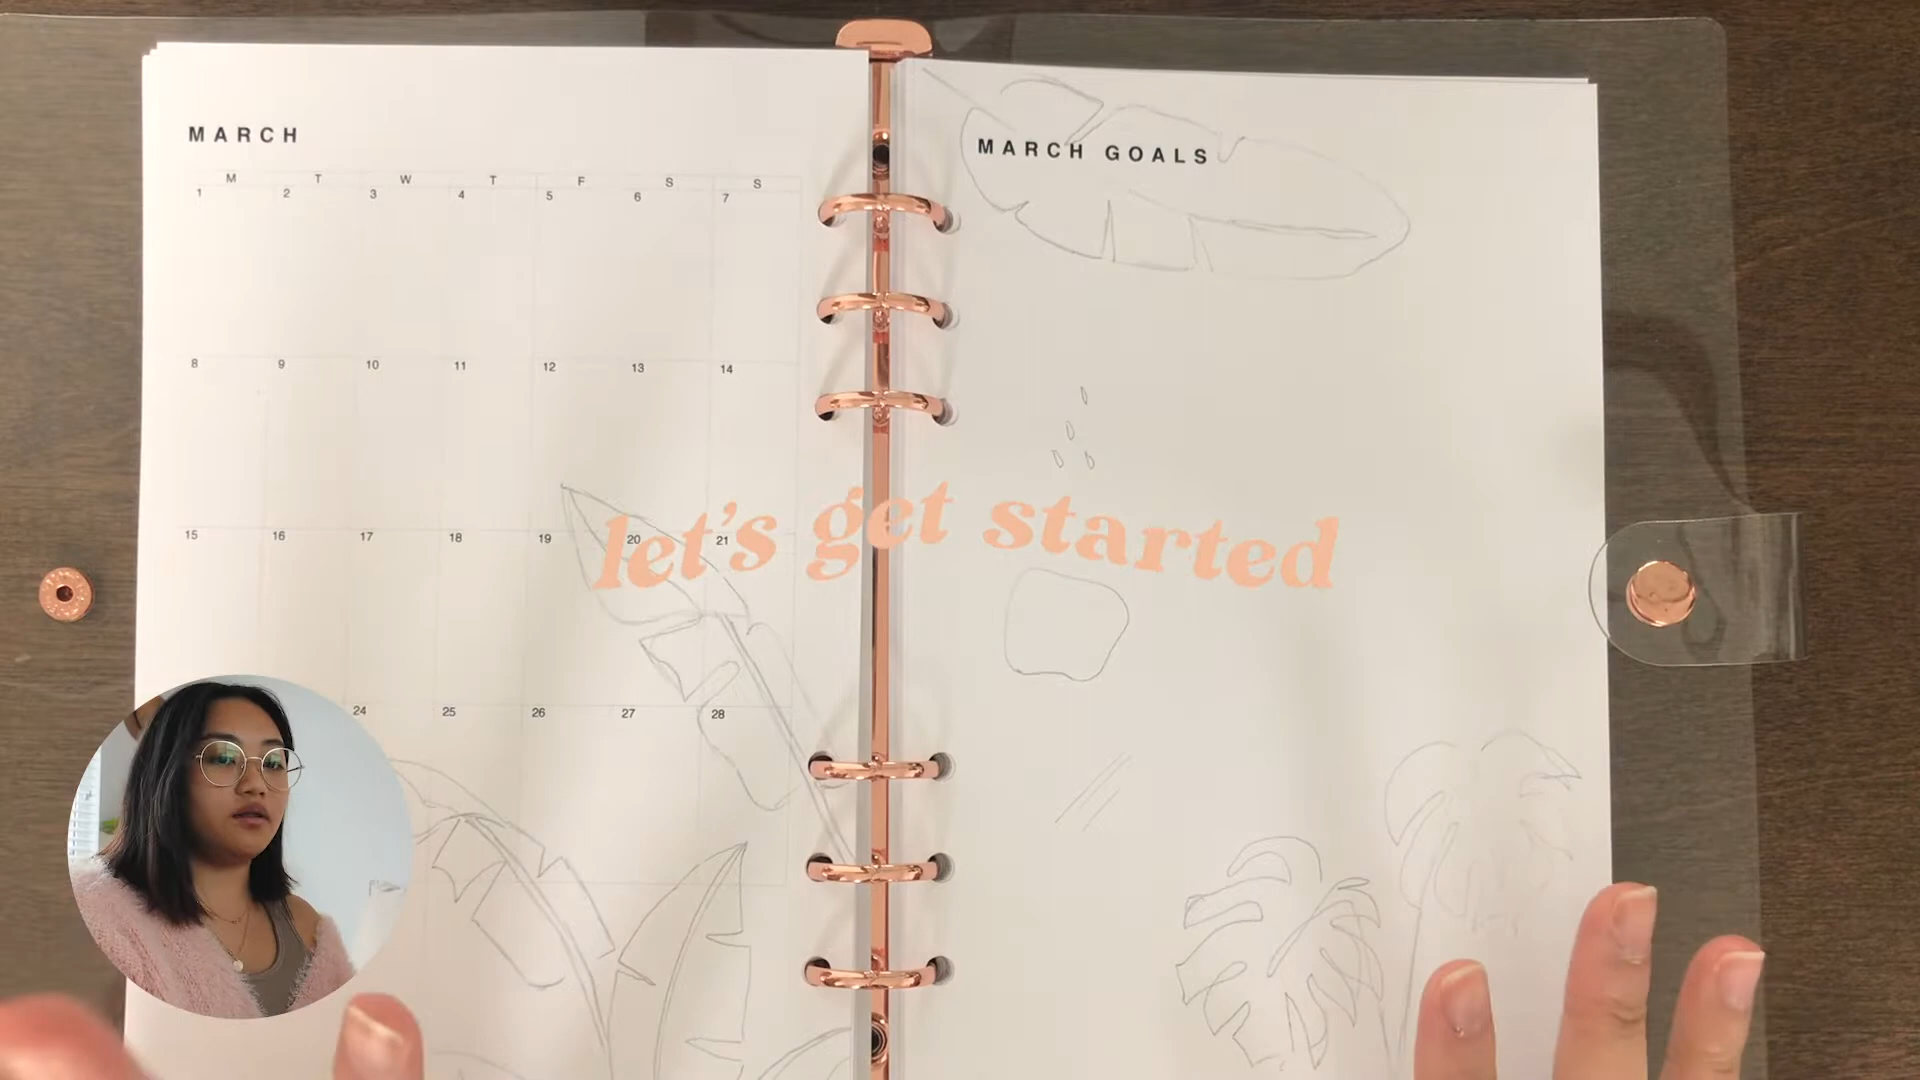 MARCH
M T W T F S S
1 2 3 4 5 6 7
8 9 10 11 12 13 14
15 16 17 18 19 20 21
24 25 26 27 28
MARCH GOALS
let's get started